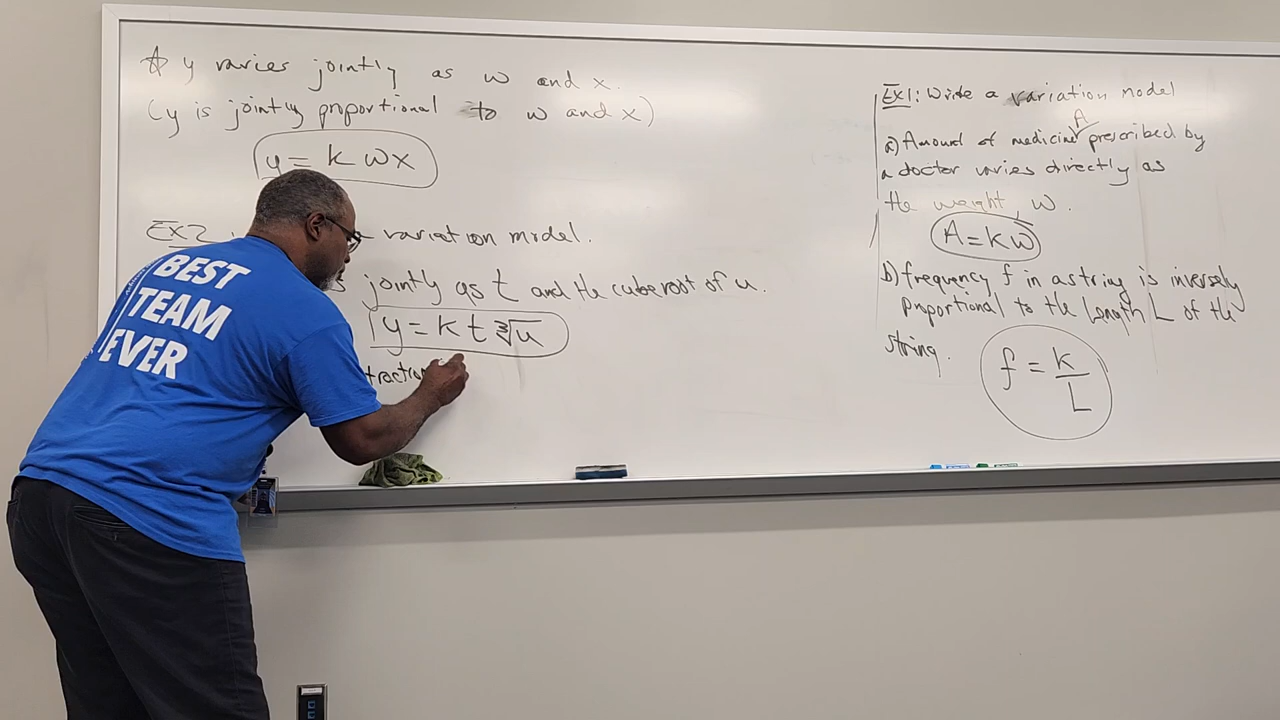 ☆ y varies jointly as w and x.
(y is jointly proportional to w and x)
y = k w x
EX2 variation model.
jointly as t and the cube root of u.
y = k t ∛u
BEST
TEAM
EVER
EX1: Write a variation model
A
a) Amount of medicine prescribed by
a doctor varies directly as
the weight, w.
A = k w
b) frequency f in a string is inversely
proportional to the length L of the
string.
f = k
L